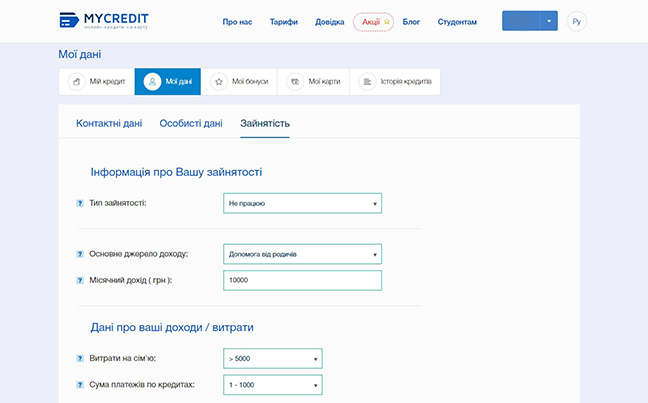 MYCREDIT
онлайн-кредити на карту
Про нас Тарифи Довідка Акції Блог Студентам Ру
Мої дані
Мій кредит Мої дані Мої бонуси Мої карти Історія кредитів
Контактні дані Особисті дані Зайнятість
Інформація про Вашу зайнятості
? Тип зайнятості: Не працюю
? Основне джерело доходу: Допомога від родичів
? Місячний дохід ( грн ): 10000
Дані про ваші доходи / витрати
? Витрати на сім'ю: > 5000
? Сума платежів по кредитах: 1 - 1000